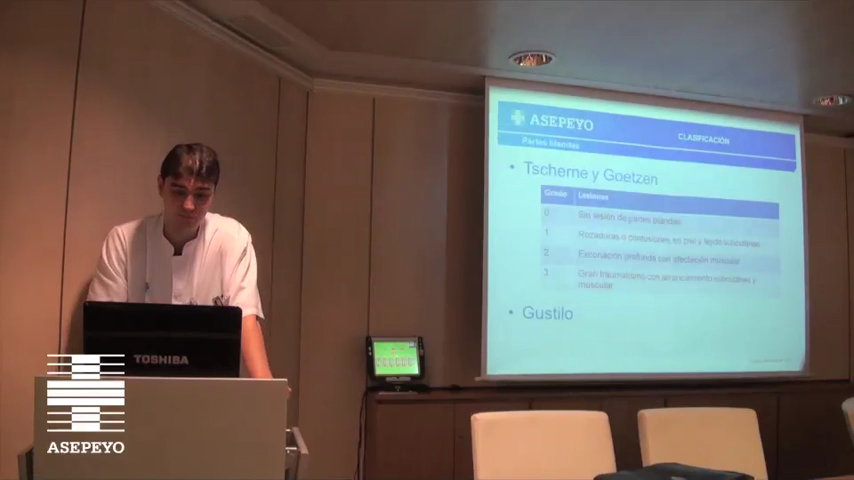 ASEPEYO
CLASIFICACIÓN
Partes blandas
• Tscherne y Goetzen
Grado Lesiones
0 Sin lesión de partes blandas
1 Rozaduras o contusiones en piel y tejido subcutáneo
2 Excoriación profunda con afectación muscular
3 Gran traumatismo con arrancamiento subcutáneo y
muscular
• Gustilo
TOSHIBA
ASEPEYO